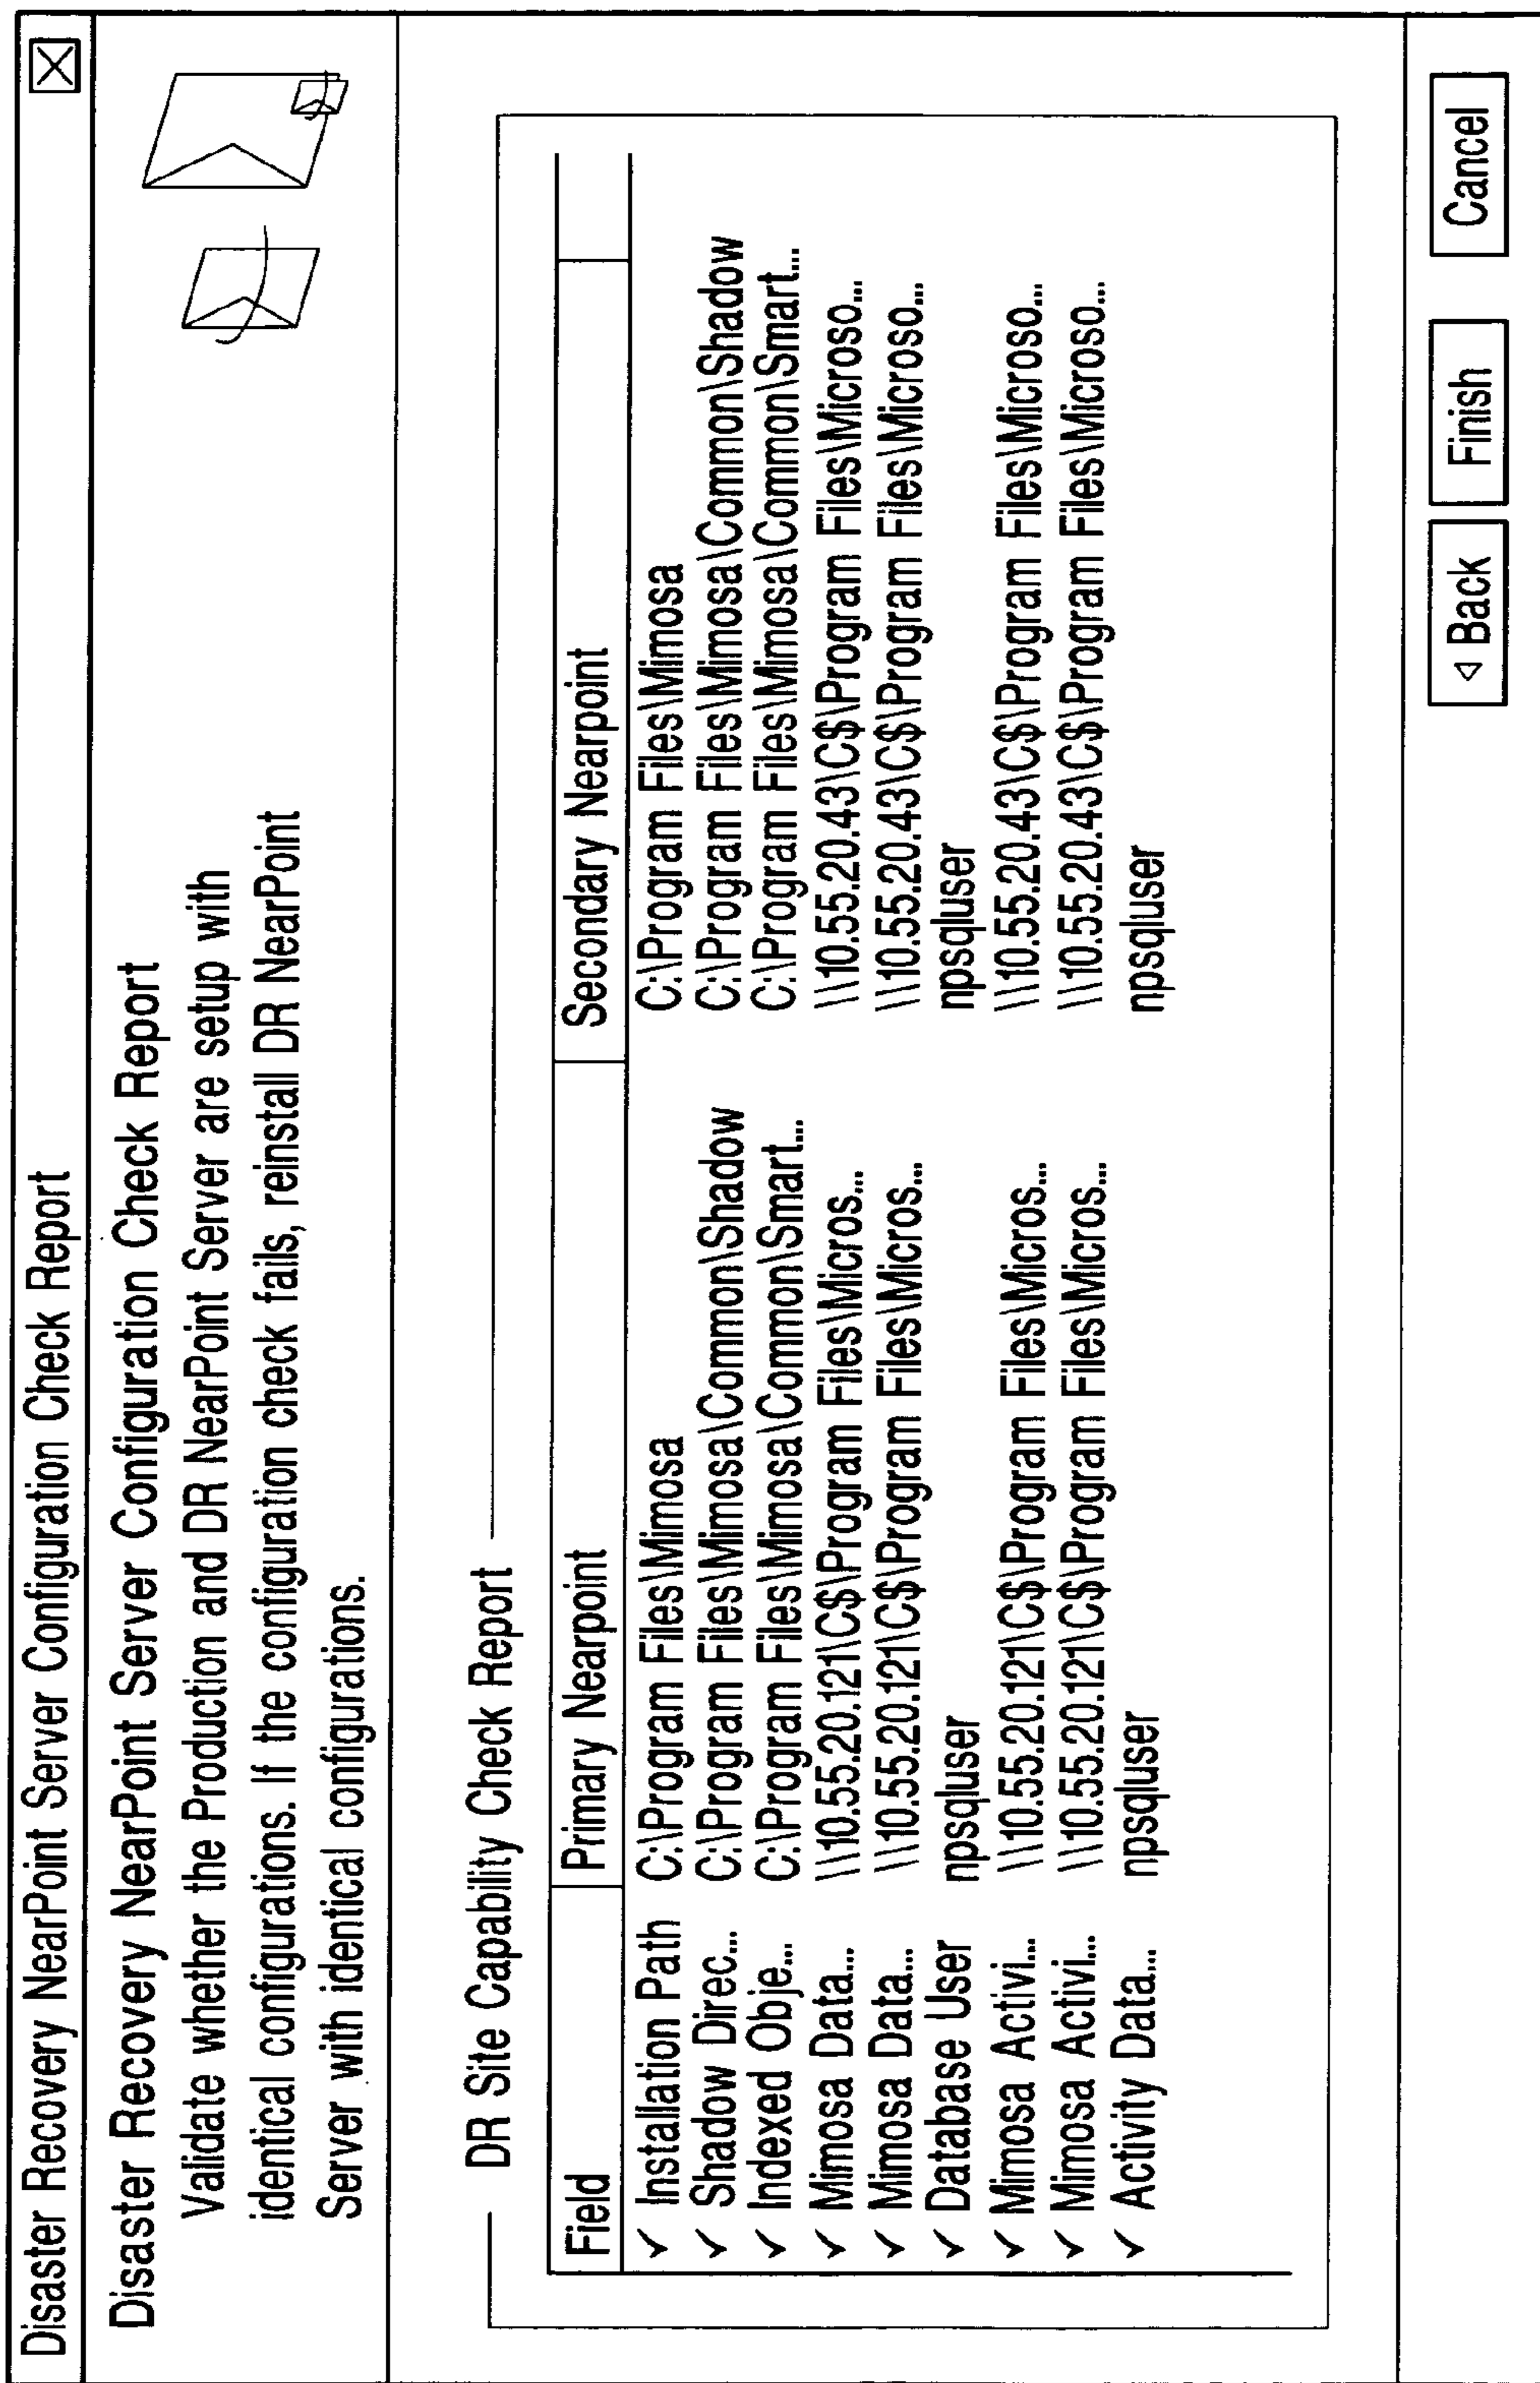 Disaster Recovery NearPoint Server Configuration Check Report
Disaster Recovery NearPoint Server Configuration Check Report
Validate whether the Production and DR NearPoint Server are setup with
identical configurations. If the configuration check fails, reinstall DR NearPoint
Server with identical configurations.
DR Site Capability Check Report
Field Primary Nearpoint Secondary Nearpoint
✓ Installation Path C:\Program Files\Mimosa C:\Program Files\Mimosa
✓ Shadow Direc... C:\Program Files\Mimosa\Common\Shadow C:\Program Files\Mimosa\Common\Shadow
✓ Indexed Obje... C:\Program Files\Mimosa\Common\Smart... C:\Program Files\Mimosa\Common\Smart...
✓ Mimosa Data... \\10.55.20.121\C$\Program Files\Micros... \\10.55.20.43\C$\Program Files\Microso...
✓ Mimosa Data... \\10.55.20.121\C$\Program Files\Micros... \\10.55.20.43\C$\Program Files\Microso...
✓ Database User npsqluser npsqluser
✓ Mimosa Activi... \\10.55.20.121\C$\Program Files\Micros... \\10.55.20.43\C$\Program Files\Microso...
✓ Mimosa Activi... \\10.55.20.121\C$\Program Files\Micros... \\10.55.20.43\C$\Program Files\Microso...
✓ Activity Data... npsqluser npsqluser
◁ Back Finish Cancel